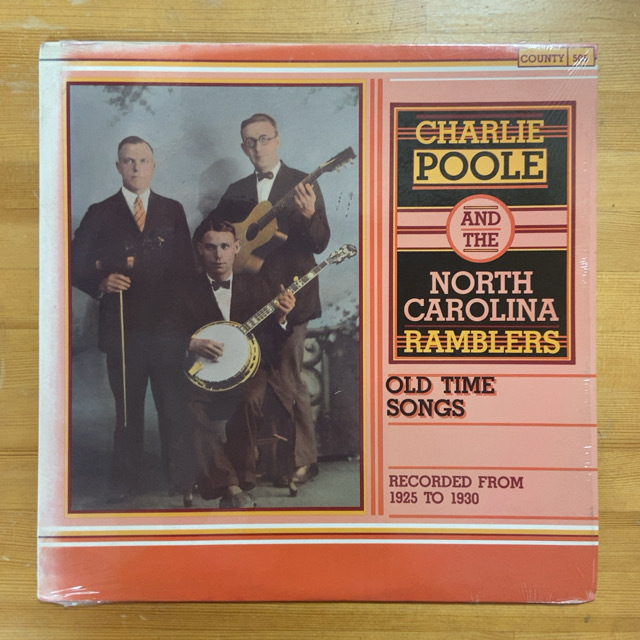 COUNTY
CHARLIE
POOLE
AND
THE
NORTH
CAROLINA
RAMBLERS
OLD TIME
SONGS
RECORDED FROM
1925 TO 1930